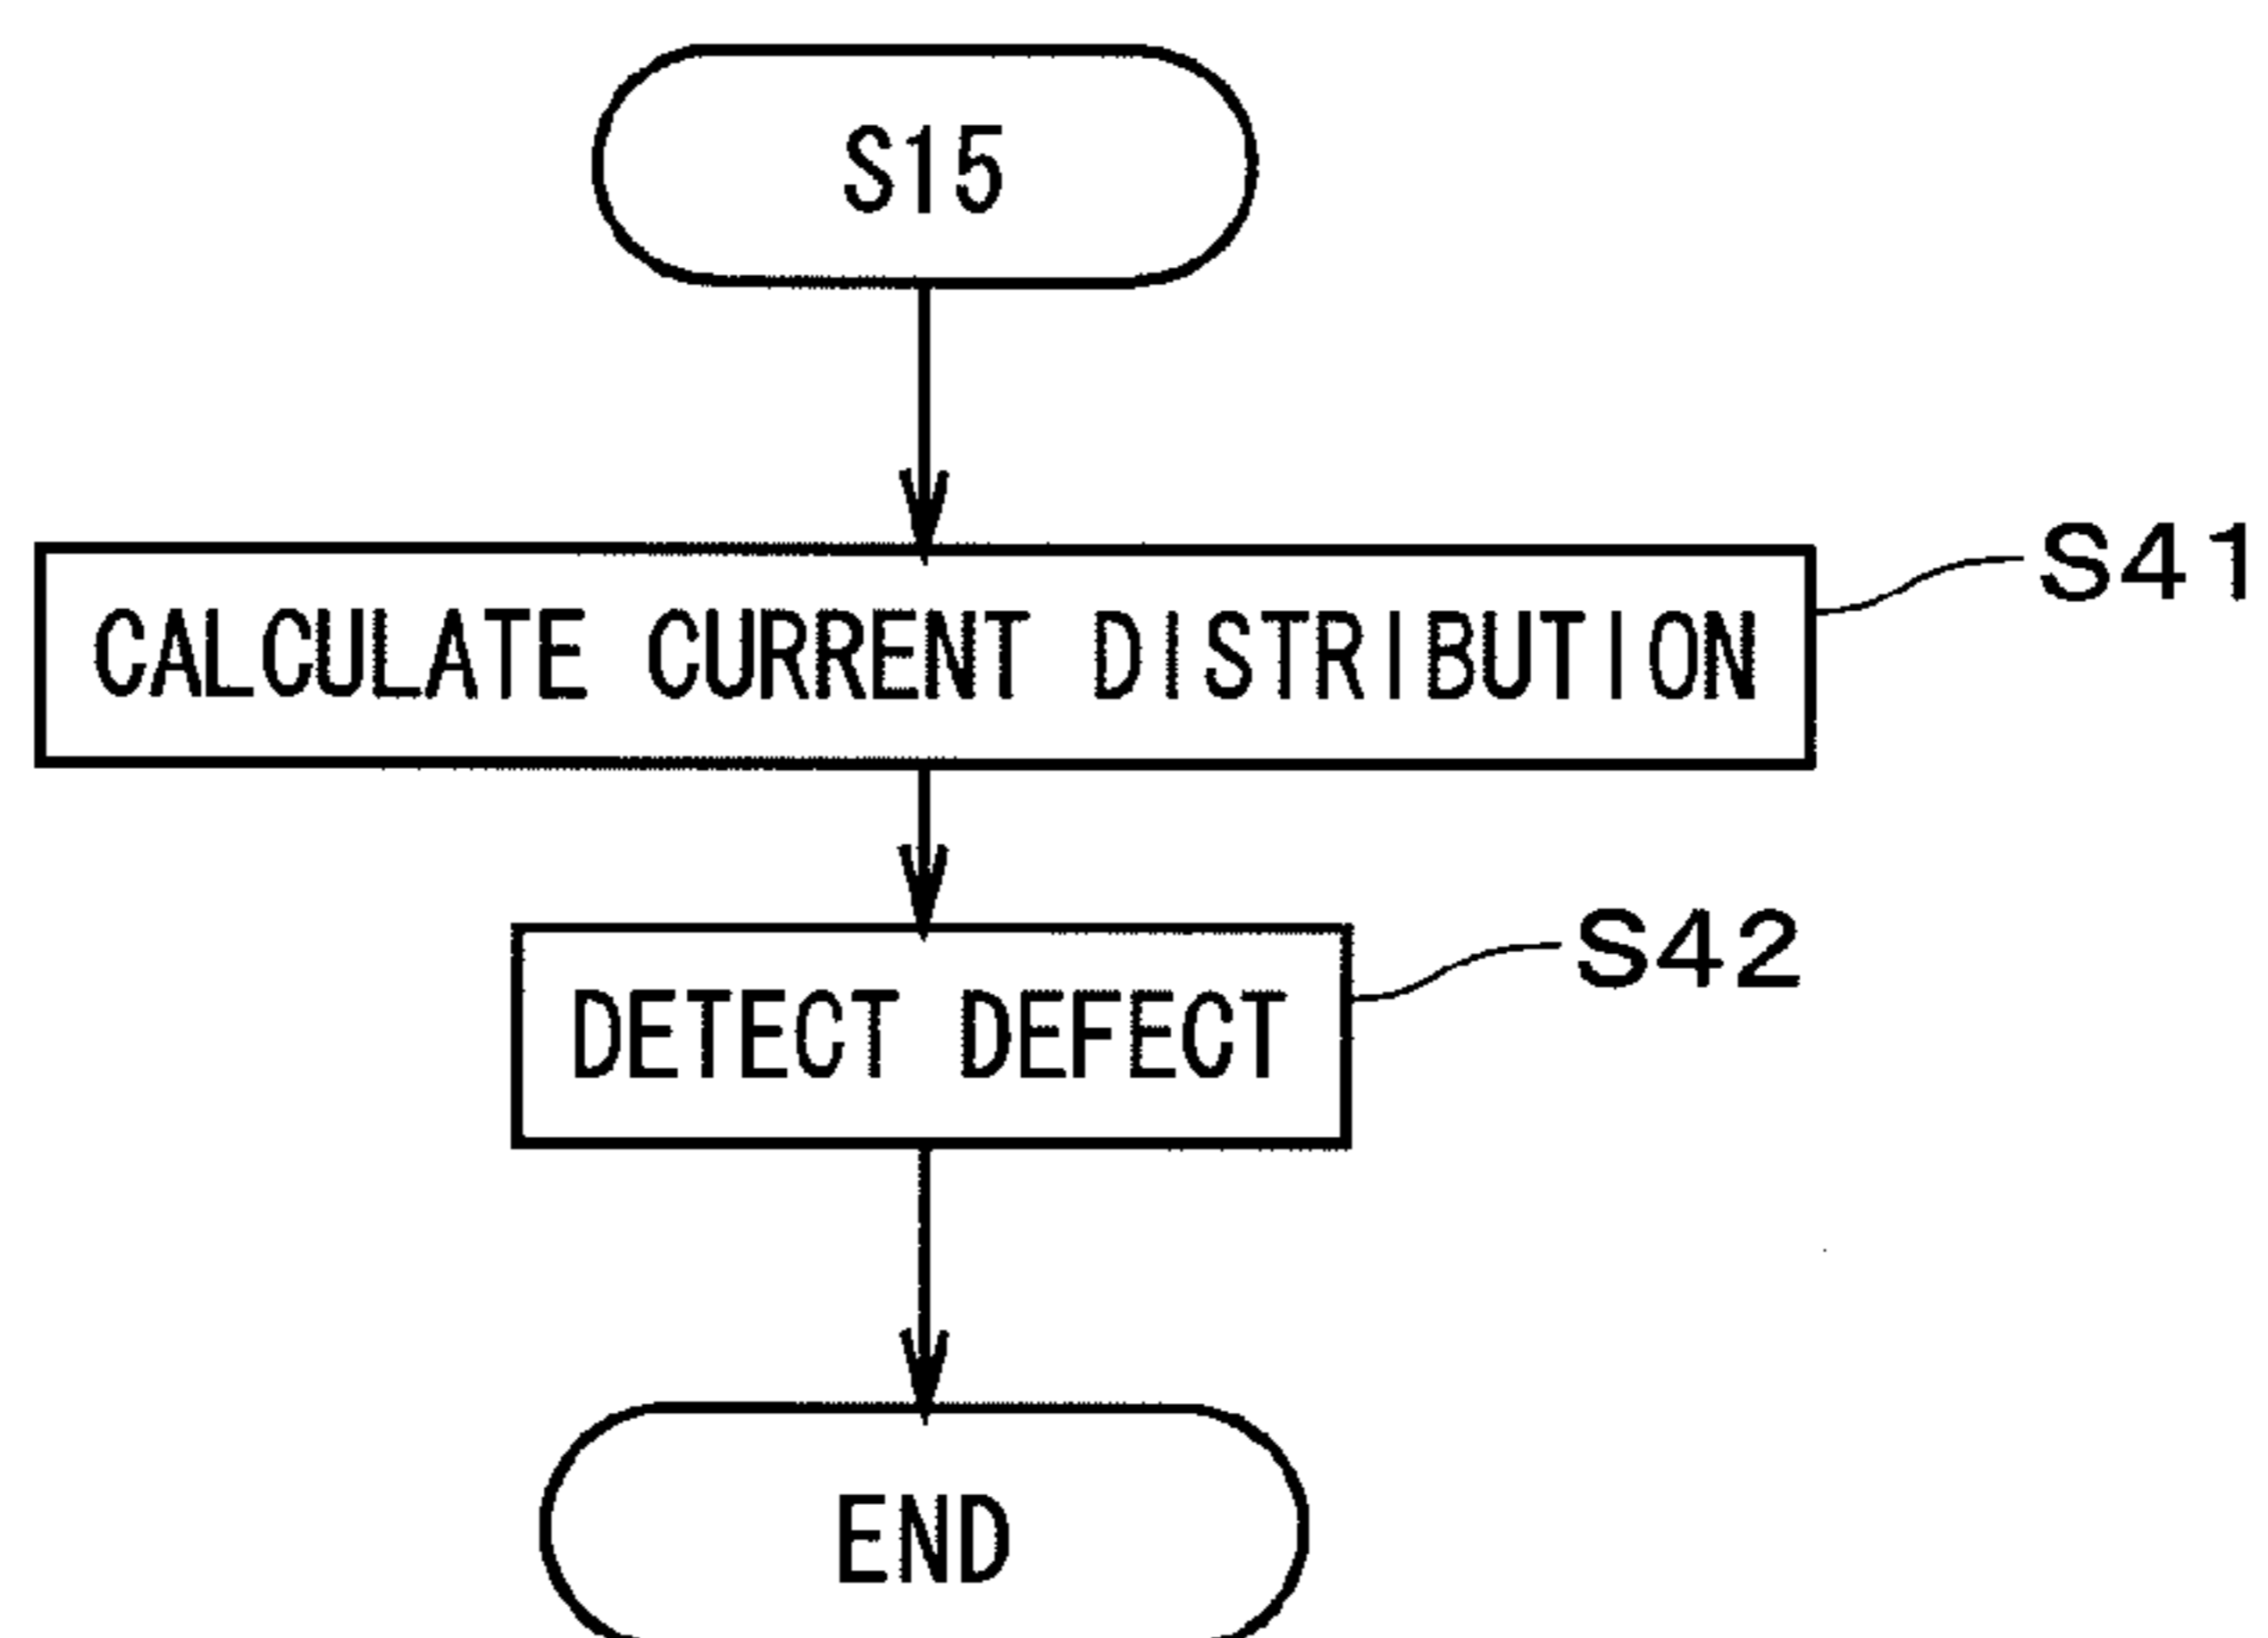 S15
S41
CALCULATE CURRENT DISTRIBUTION
S42
DETECT DEFECT
END